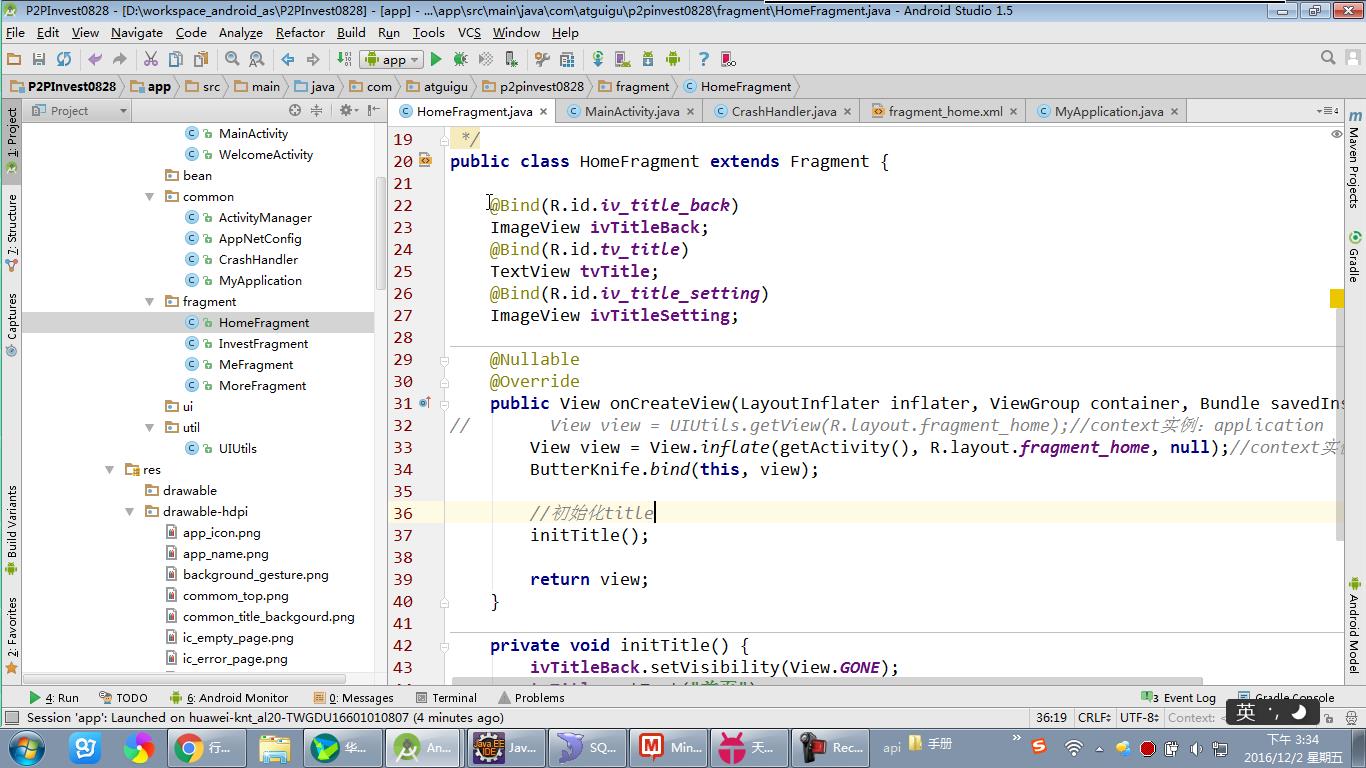 P2PInvest0828 - [D:\workspace_android_as\P2PInvest0828] - [app] - ...\app\src\main\java\com\atguigu\p2pinvest0828\fragment\HomeFragment.java - Android Studio 1.5
File Edit View Navigate Code Analyze Refactor Build Run Tools VCS Window Help
app
P2PInvest0828 app src main java com atguigu p2pinvest0828 fragment HomeFragment
Project
HomeFragment.java MainActivity.java CrashHandler.java fragment_home.xml MyApplication.java
4
1: Project
7: Structure
Captures
Build Variants
2: Favorites
MainActivity
WelcomeActivity
bean
common
ActivityManager
AppNetConfig
CrashHandler
MyApplication
fragment
HomeFragment
InvestFragment
MeFragment
MoreFragment
ui
util
UIUtils
res
drawable
drawable-hdpi
app_icon.png
app_name.png
background_gesture.png
commom_top.png
common_title_backgourd.png
ic_empty_page.png
ic_error_page.png
19 */
20 public class HomeFragment extends Fragment {
21
22 @Bind(R.id.iv_title_back)
23 ImageView ivTitleBack;
24 @Bind(R.id.tv_title)
25 TextView tvTitle;
26 @Bind(R.id.iv_title_setting)
27 ImageView ivTitleSetting;
28
29 @Nullable
30 @Override
31 public View onCreateView(LayoutInflater inflater, ViewGroup container, Bundle savedIns
32 // View view = UIUtils.getView(R.layout.fragment_home);//context实例：application
33 View view = View.inflate(getActivity(), R.layout.fragment_home, null);//context实例
34 ButterKnife.bind(this, view);
35
36 //初始化title
37 initTitle();
38
39 return view;
40 }
41
42 private void initTitle() {
43 ivTitleBack.setVisibility(View.GONE);
Maven Projects
Gradle
Android Model
4: Run TODO 6: Android Monitor 0: Messages Terminal Problems 3 Event Log Gradle Console
Session 'app': Launched on huawei-knt_al20-TWGDU16601010807 (4 minutes ago) 36:19 CRLF÷ UTF-8÷ Context:
英
行... 华... An... Jav... SQ... Min... 天... Rec... api 手册
下午 3:34
2016/12/2 星期五